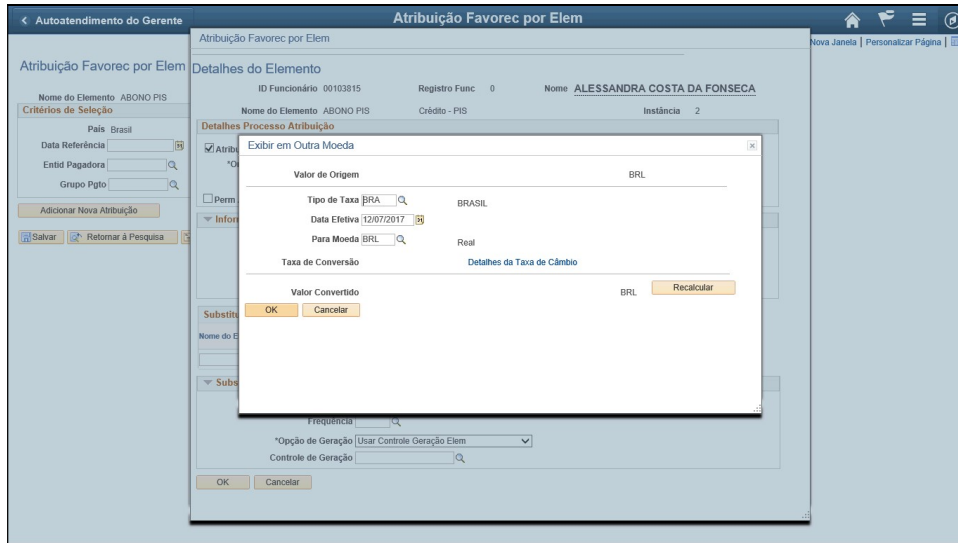 Autoatendimento do Gerente
Atribuição Favorec por Elem
Nova Janela | Personalizar Página |
Atribuição Favorec por Elem
Atribuição Favorec por Elem
Detalhes do Elemento
ID Funcionário 00103815 Registro Func 0 Nome ALESSANDRA COSTA DA FONSECA
Nome do Elemento ABONO PIS
Nome do Elemento ABONO PIS Crédito - PIS Instância 2
Critérios de Seleção
Detalhes Processo Atribuição
País Brasil
Data Referência
Entid Pagadora
Grupo Pgto
Adicionar Nova Atribuição
Salvar Retornar à Pesquisa
Exibir em Outra Moeda
Valor de Origem BRL
Tipo de Taxa BRA BRASIL
Data Efetiva 12/07/2017
Para Moeda BRL Real
Taxa de Conversão Detalhes da Taxa de Câmbio
Valor Convertido BRL Recalcular
OK Cancelar
Frequência
*Opção de Geração Usar Controle Geração Elem
Controle de Geração
OK Cancelar